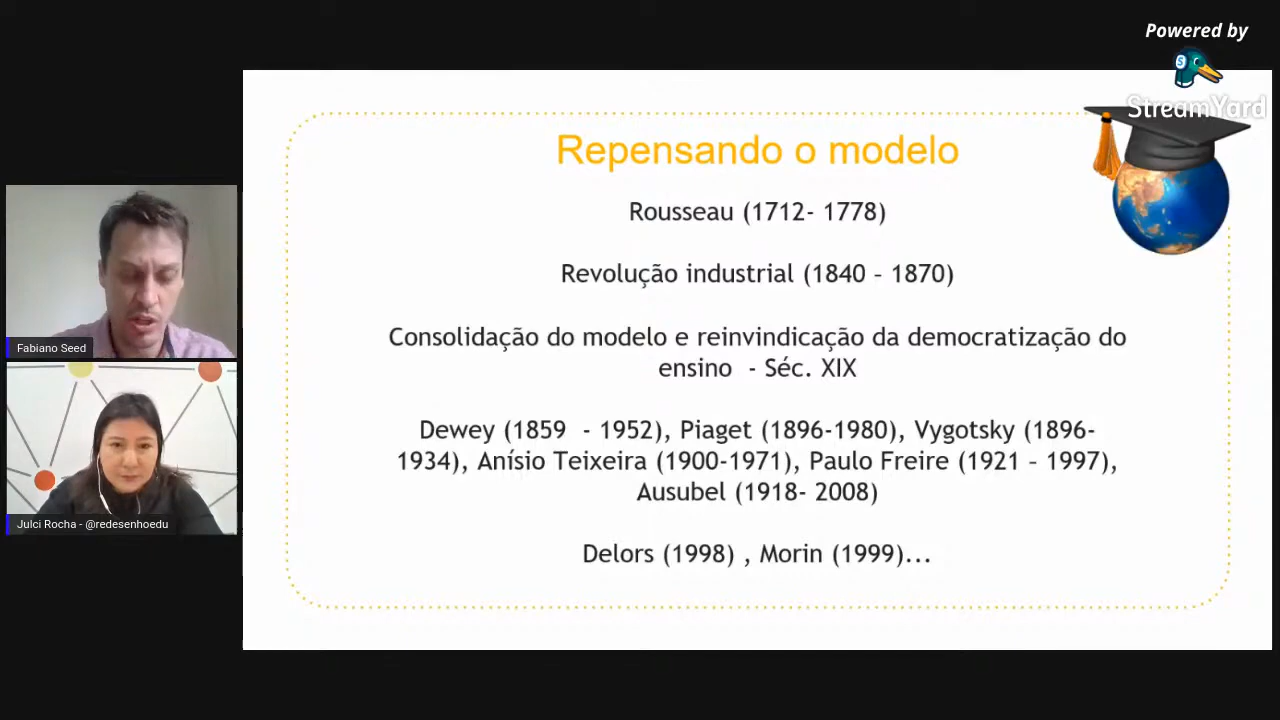 Powered by
StreamYard
Repensando o modelo
Rousseau (1712- 1778)
Revolução industrial (1840 – 1870)
Consolidação do modelo e reinvindicação da democratização do
ensino  - Séc. XIX
Dewey (1859  - 1952), Piaget (1896-1980), Vygotsky (1896-
1934), Anísio Teixeira (1900-1971), Paulo Freire (1921 – 1997),
Ausubel (1918- 2008)
Delors (1998) , Morin (1999)...
Fabiano Seed
Julci Rocha - @redesenhoedu